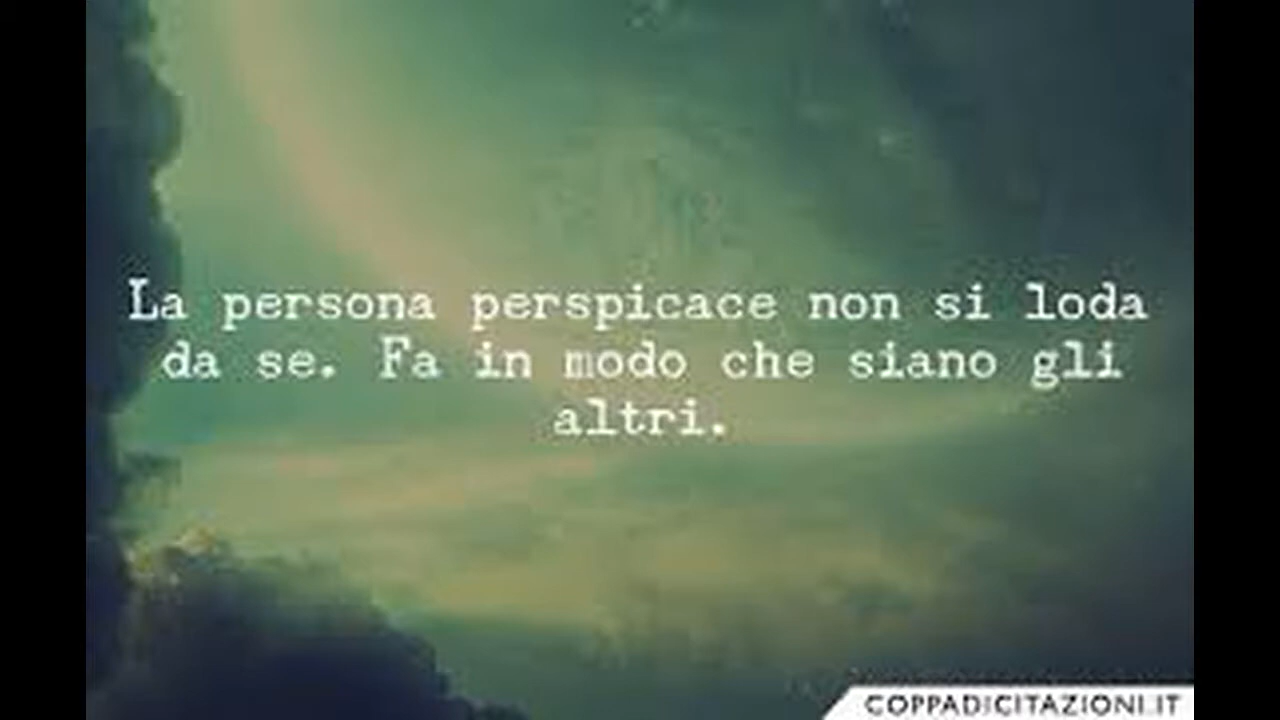 La persona perspicace non si loda
da se. Fa in modo che siano gli
altri.
COPPADICITAZIONI.IT